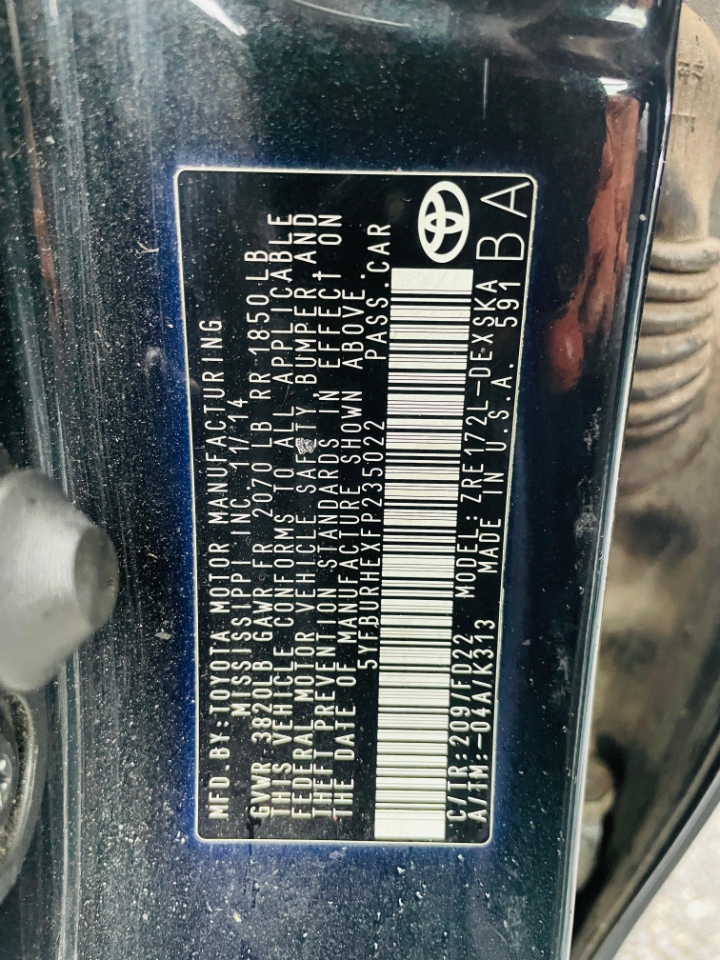 MFD.BY:TOYOTA MOTOR MANUFACTURING
MISSISSIPPI INC.11/14
GVWR 3820LB GAWR FR 2070 LB RR 1850 LB
THIS VEHICLE CONFORMS TO ALL APPLICABLE
FEDERAL MOTOR VEHICLE SAFETY, BUMPER AND
THEFT PREVENTION STANDARDS IN EFFECT ON
THE DATE OF MANUFACTURE SHOWN ABOVE.
5YFBURHEXFP235022 PASS.CAR
C/TR:209/FD22 MODEL:ZRE172L-DEXSKA
A/TM:-04A/K313 MADE IN U.S.A. 591
BA